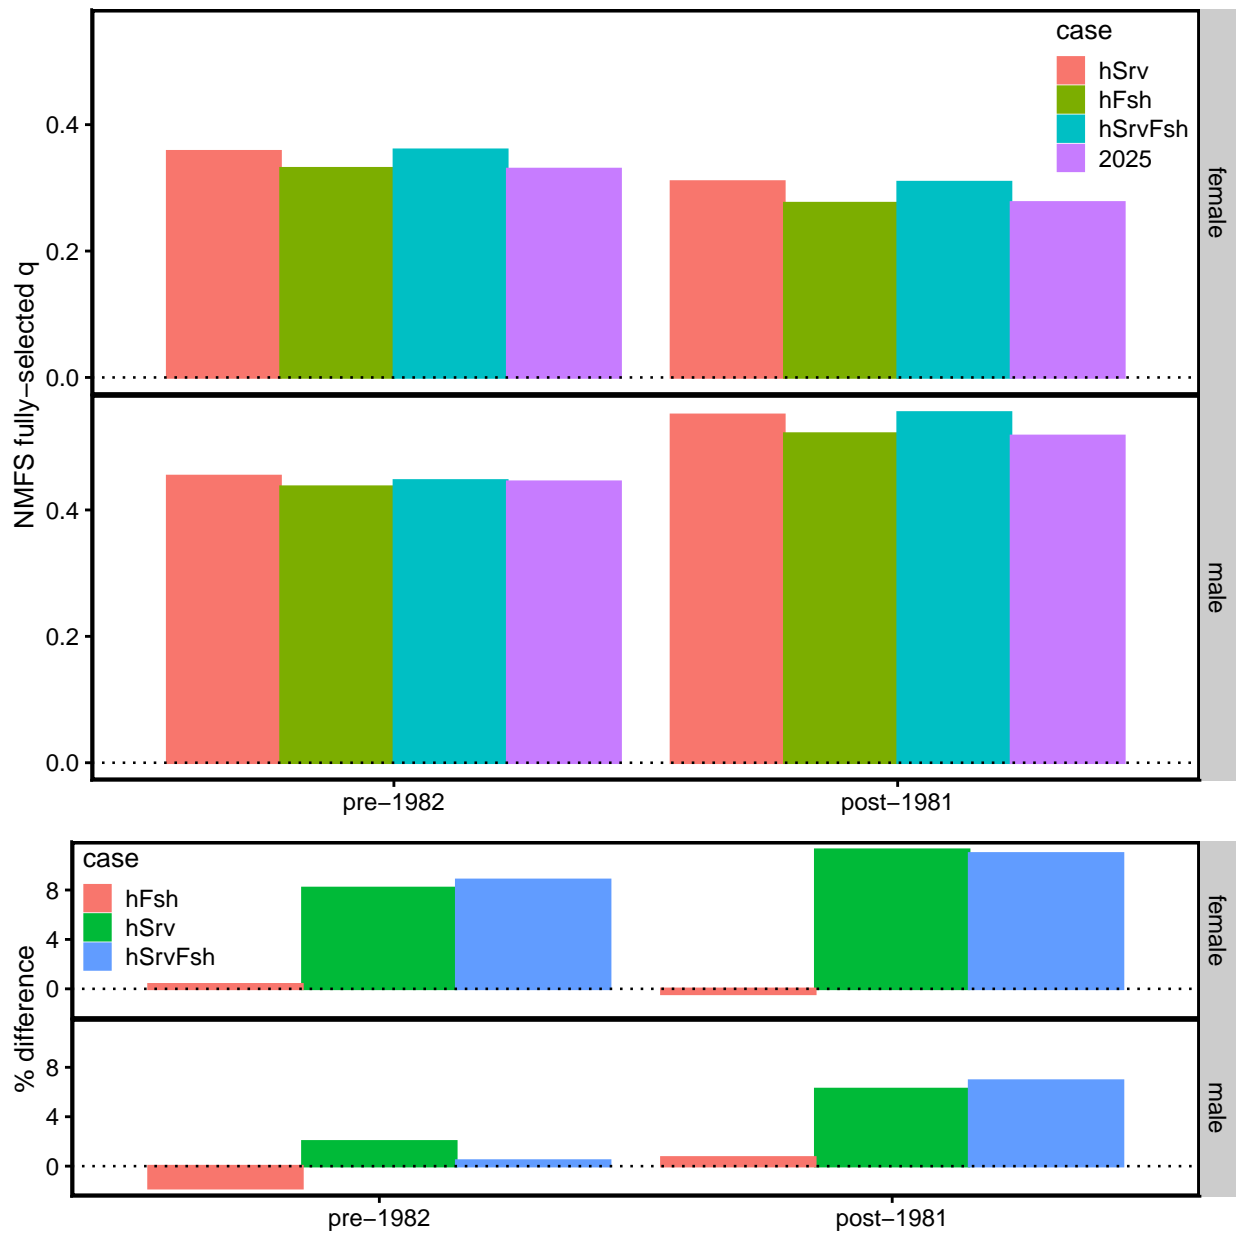 case
hSrv
hFsh
hSrvFsh
2025
NMFS fully−selected q
0.4
0.2
0.0
female
0.4
0.2
0.0
male
pre−1982
post−1981
case
hFsh
hSrv
hSrvFsh
% difference
8
4
0
female
8
4
0
male
pre−1982
post−1981